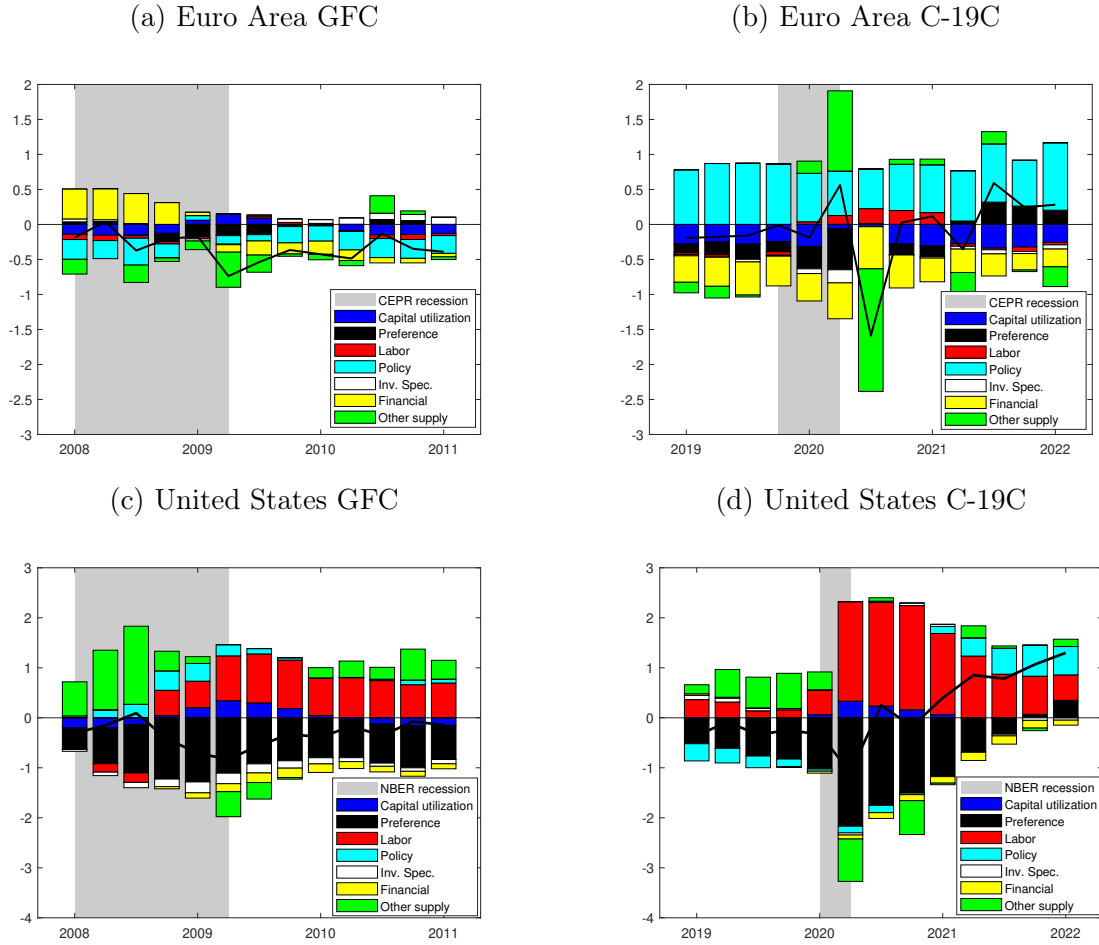 (a) Euro Area GFC
(b) Euro Area C-19C
2
1.5
1
0.5
0
-0.5
-1
-1.5
-2
-2.5
-3
2008
2009
2010
2011
CEPR recession
Capital utilization
Preference
Labor
Policy
Inv. Spec.
Financial
Other supply
2
1.5
1
0.5
0
-0.5
-1
-1.5
-2
-2.5
-3
2019
2020
2021
2022
CEPR recession
Capital utilization
Preference
Labor
Policy
Inv. Spec.
Financial
Other supply
(c) United States GFC
(d) United States C-19C
3
2
1
0
-1
-2
-3
-4
2008
2009
2010
2011
NBER recession
Capital utilization
Preference
Labor
Policy
Inv. Spec.
Financial
Other supply
3
2
1
0
-1
-2
-3
-4
2019
2020
2021
2022
NBER recession
Capital utilization
Preference
Labor
Policy
Inv. Spec.
Financial
Other supply